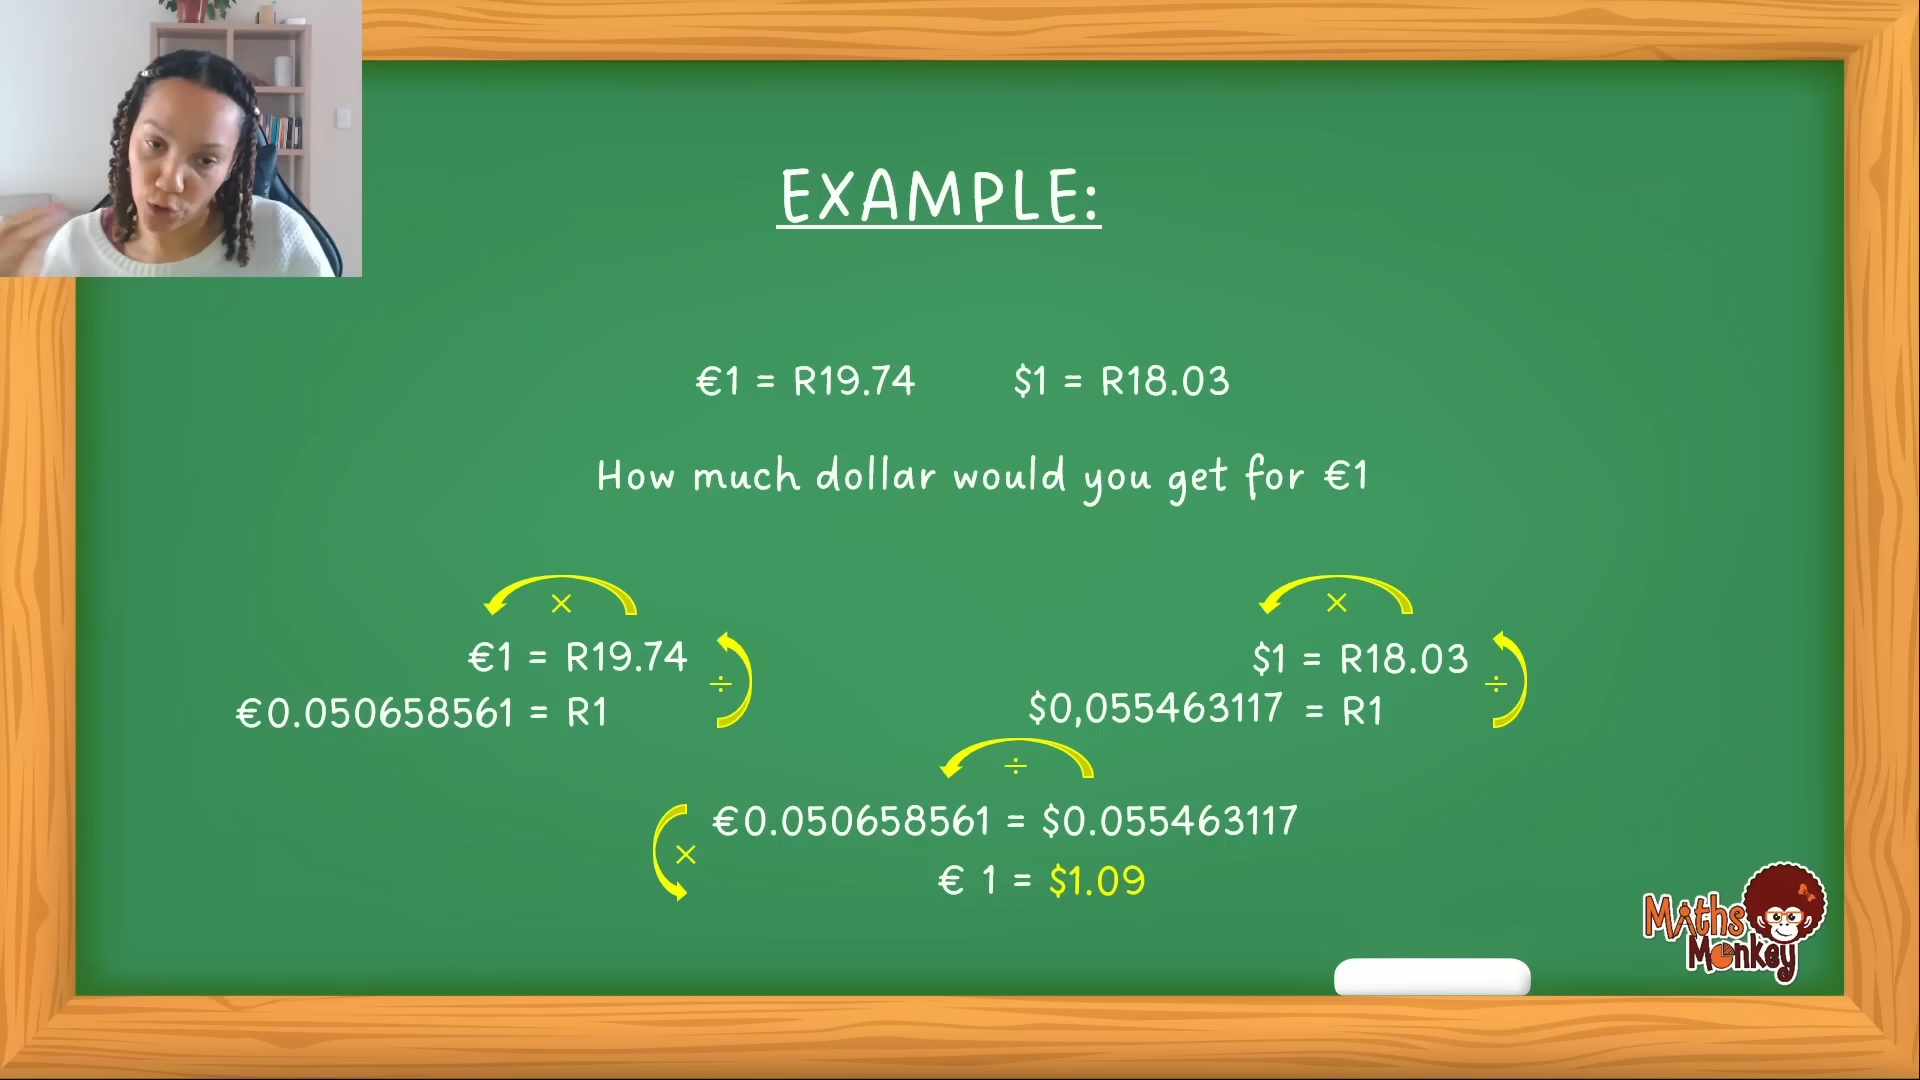 EXAMPLE:
€1 = R19.74 $1 = R18.03
How much dollar would you get for €1
×
€1 = R19.74
÷
€0.050658561 = R1
×
$1 = R18.03
÷
$0,055463117 = R1
÷
€0.050658561 = $0.055463117
×
€ 1 = $1.09
Maths
Monkey